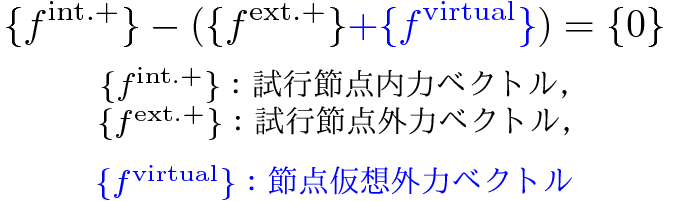 {f^int.+} − ({f^ext.+}+{f^virtual}) = {0}
{f^int.+} : 試行節点内力ベクトル,
{f^ext.+} : 試行節点外力ベクトル,
{f^virtual} : 節点仮想外力ベクトル